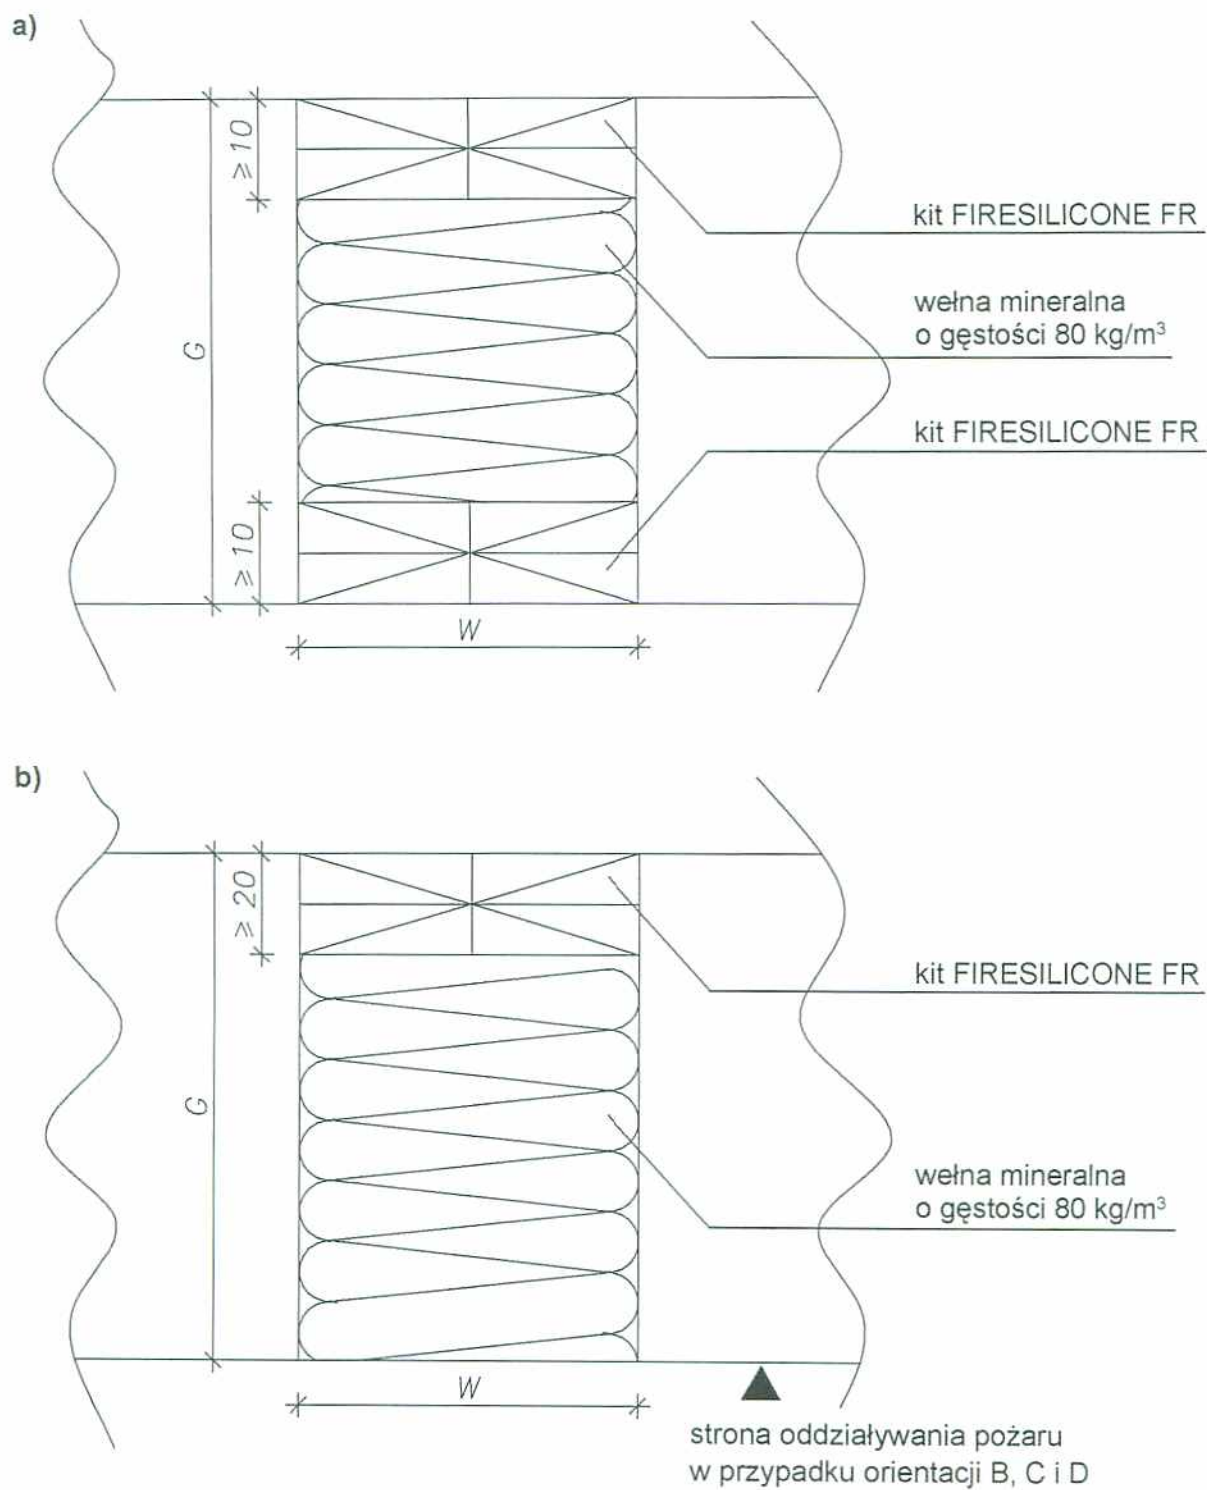 a)
≥ 10
kit FIRESILICONE FR
wełna mineralna
o gęstości 80 kg/m³
G
kit FIRESILICONE FR
≥ 10
W
b)
≥ 20
kit FIRESILICONE FR
G
wełna mineralna
o gęstości 80 kg/m³
W
strona oddziaływania pożaru
w przypadku orientacji B, C i D